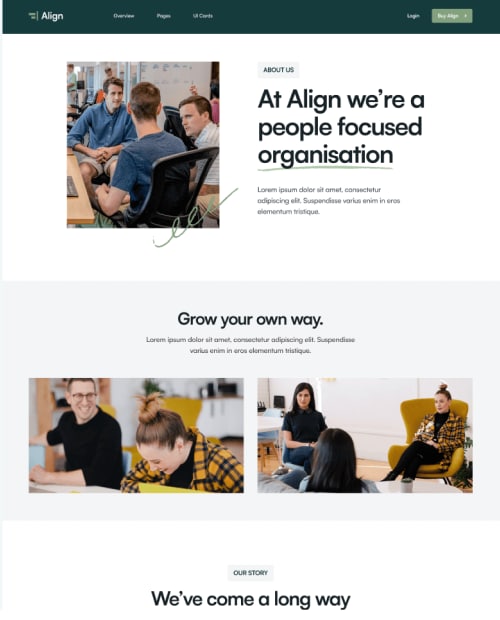 Align
Overview
Pages
UI Cards
Login
Buy Align
ABOUT US
At Align we’re a
people focused
organisation
Lorem ipsum dolor sit amet, consectetur
adipiscing elit. Suspendisse varius enim in eros
elementum tristique.
Grow your own way.
Lorem ipsum dolor sit amet, consectetur adipiscing elit. Suspendisse
varius enim in eros elementum tristique.
OUR STORY
We’ve come a long way